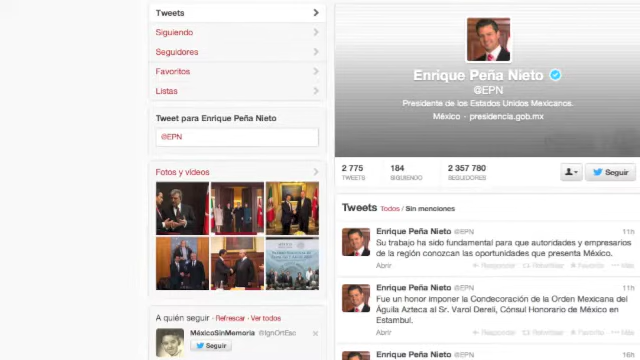 Tweets
Siguiendo
Seguidores
Favoritos
Listas
Tweet para Enrique Peña Nieto
@EPN
Fotos y vídeos
A quién seguir · Refrescar · Ver todos
MéxicoSinMemoria @IgnOrtEsc
Seguir
Enrique Peña Nieto
@EPN
Presidente de los Estados Unidos Mexicanos.
México · presidencia.gob.mx
2 775
TWEETS
184
SIGUIENDO
2 357 780
SEGUIDORES
Seguir
Tweets Todos / Sin menciones
Enrique Peña Nieto @EPN 11h
Su trabajo ha sido fundamental para que autoridades y empresarios
de la región conozcan las oportunidades que presenta México.
Abrir Responder Retwittear Favorito Más
Enrique Peña Nieto @EPN 11h
Fue un honor imponer la Condecoración de la Orden Mexicana del
Águila Azteca al Sr. Varol Dereli, Cónsul Honorario de México en
Estambul.
Abrir Responder Retwittear Favorito Más
Enrique Peña Nieto @EPN 16h